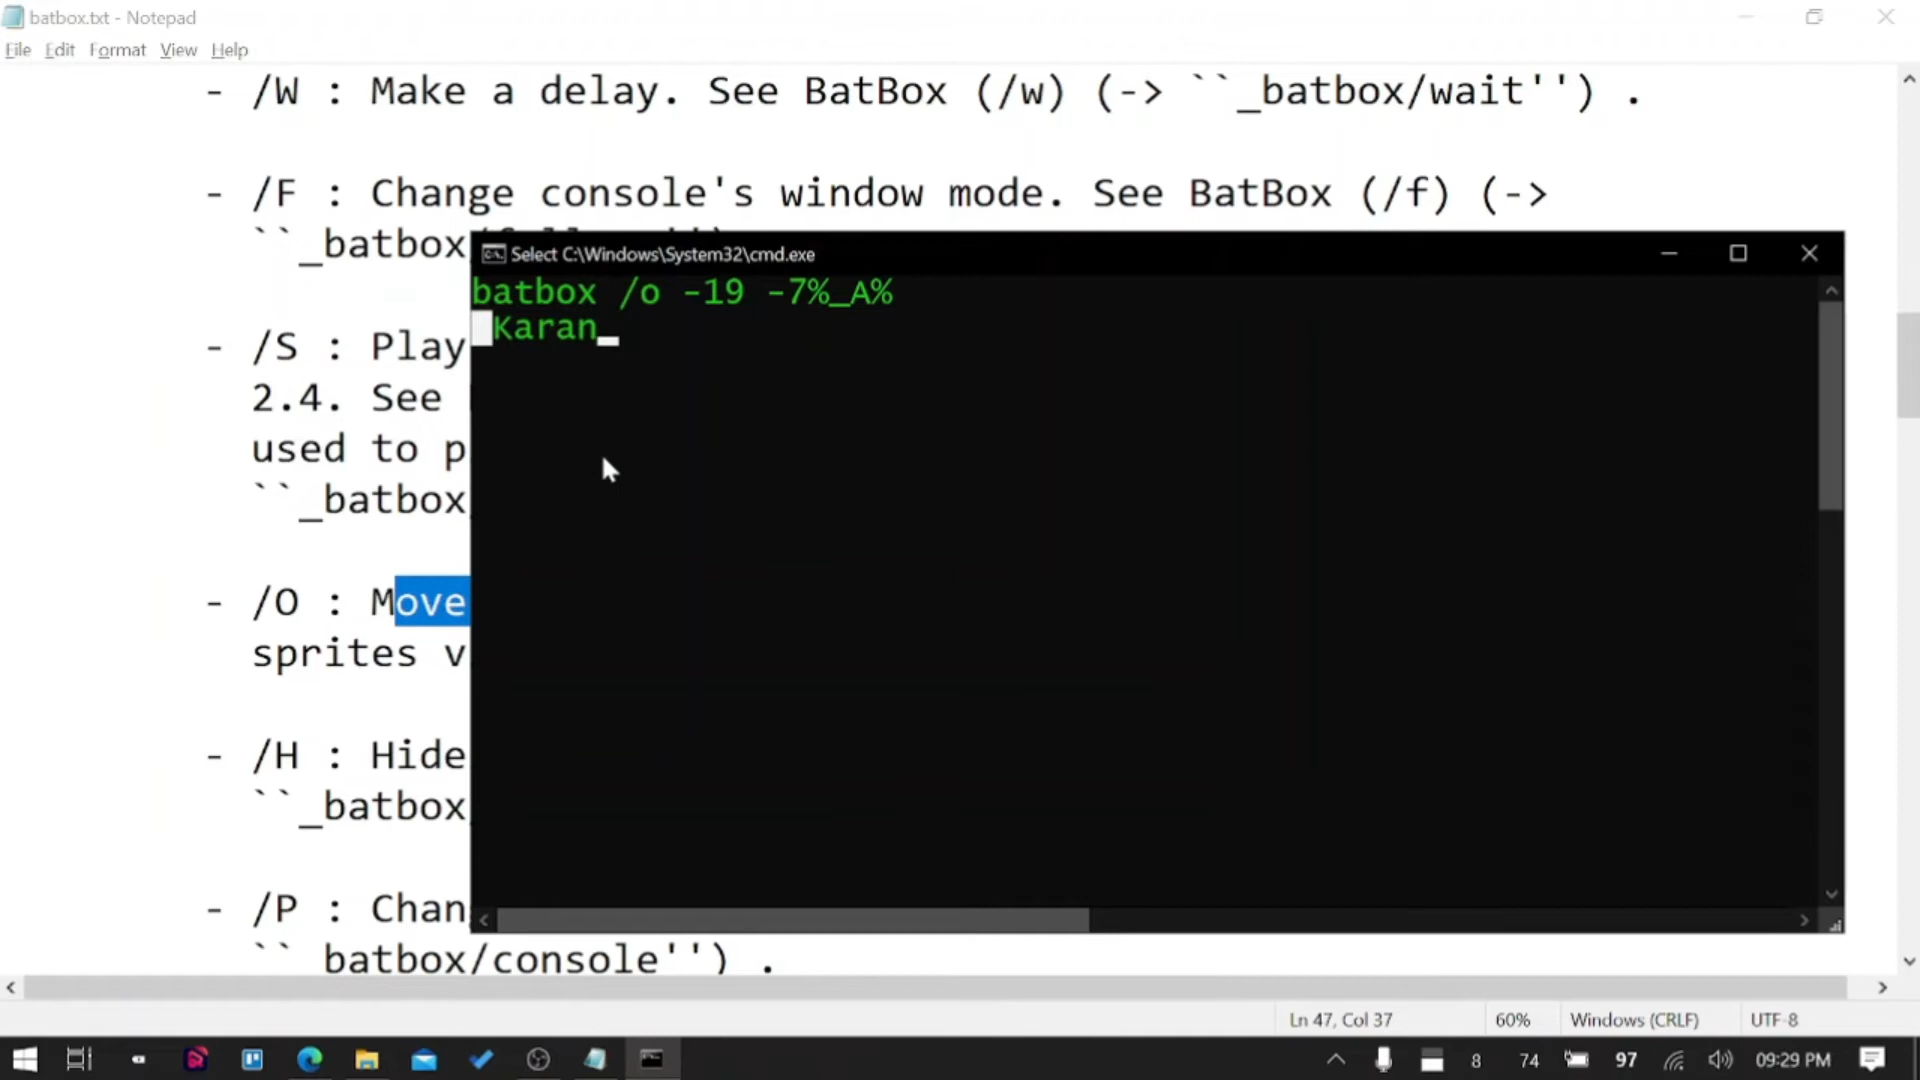 batbox.txt - Notepad
File Edit Format View Help
- /W : Make a delay. See BatBox (/w) (-> ``_batbox/wait'') .
- /F : Change console's window mode. See BatBox (/f) (->
``_batbox
Select C:\Windows\System32\cmd.exe
batbox /o -19 -7%_A%
Karan_
- /S : Play
2.4. See
used to p
``_batbox
- /O : Move
sprites v
- /H : Hide
``_batbox
- /P : Chan
`` batbox/console'') .
Ln 47, Col 37 60% Windows (CRLF) UTF-8
8 74 97 09:29 PM